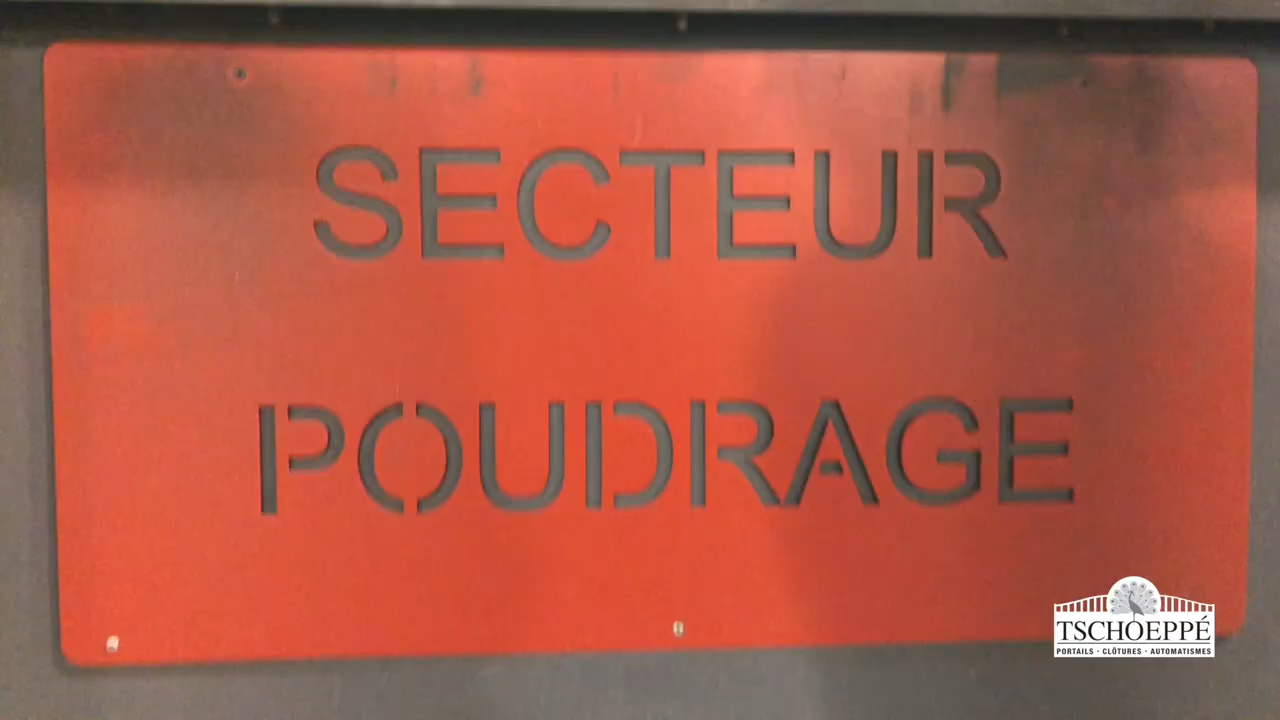 SECTEUR
POUDRAGE
TSCHOEPPÉ
PORTAILS · CLÔTURES · AUTOMATISMES